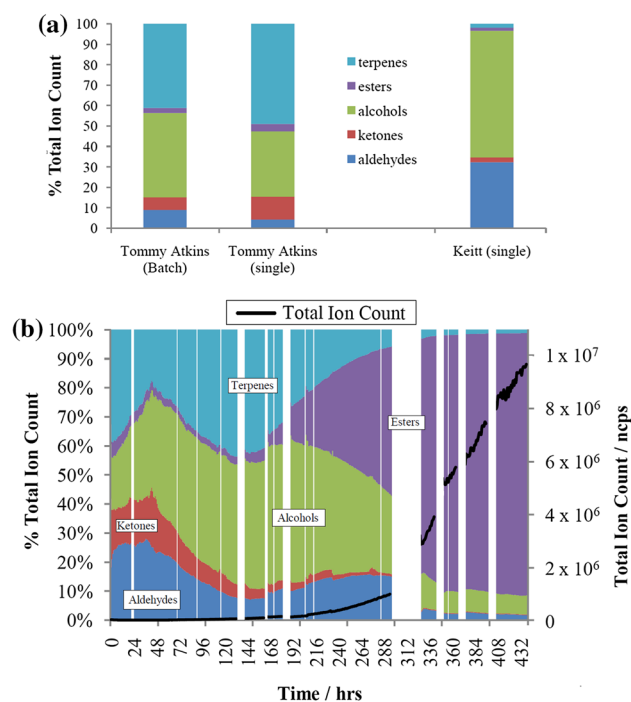 (a)
% Total Ion Count
100
90
80
70
60
50
40
30
20
10
0
terpenes
esters
alcohols
ketones
aldehydes
Tommy Atkins
(Batch)
Tommy Atkins
(single)
Keitt (single)
(b)
Total Ion Count
% Total Ion Count
100%
90%
80%
70%
60%
50%
40%
30%
20%
10%
0%
Terpenes
Esters
Ketones
Alcohols
Aldehydes
1 x 10⁷
8 x 10⁶
6 x 10⁶
4 x 10⁶
2 x 10⁶
0
Total Ion Count / ncps
0 24 48 72 96 120 144 168 192 216 240 264 288 312 336 360 384 408 432
Time / hrs